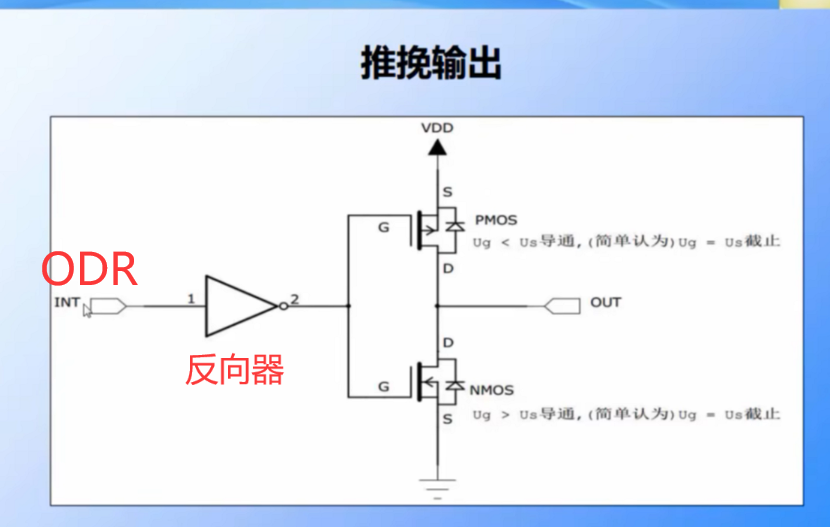 推挽输出
VDD
S
G
PMOS
Ug < Us导通,(简单认为)Ug = Us截止
D
ODR
INT
1
2
OUT
反向器
D
G
NMOS
Ug > Us导通,(简单认为)Ug = Us截止
S